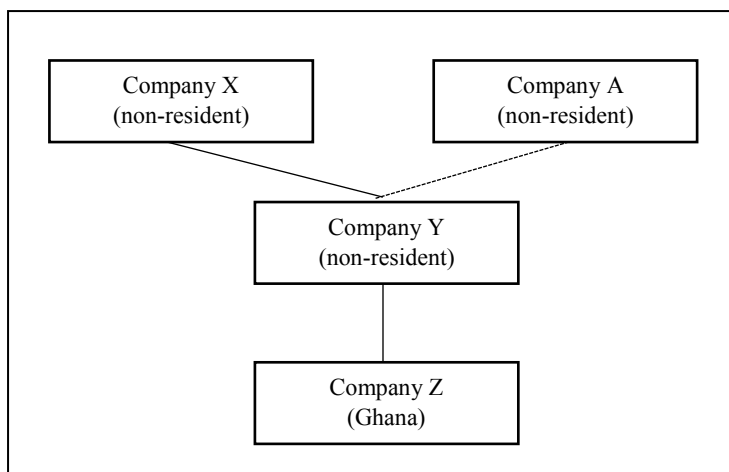 Company X
(non-resident)
Company A
(non-resident)
Company Y
(non-resident)
Company Z
(Ghana)